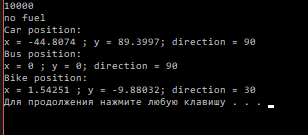 10000
no fuel
Car position:
x = -44.8074 ; y = 89.3997; direction = 90
Bus position:
x = 0 ; y = 0; direction = 90
Bike position:
x = 1.54251 ; y = -9.88032; direction = 30
Для продолжения нажмите любую клавишу . . .